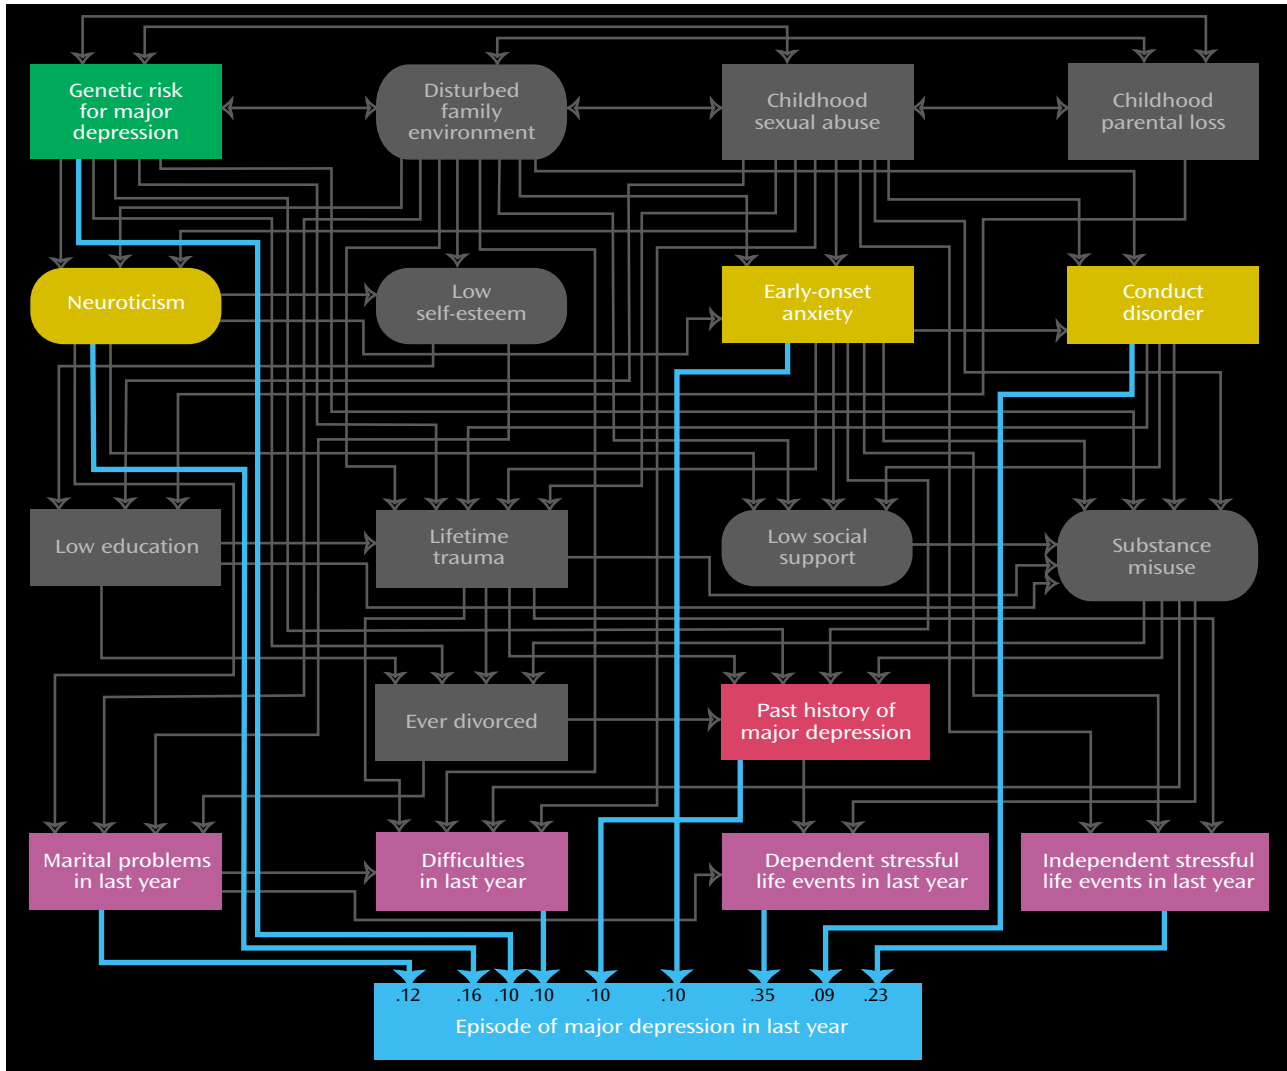 Genetic risk
for major
depression
Disturbed
family
environment
Childhood
sexual abuse
Childhood
parental loss
Neuroticism
Low
self-esteem
Early-onset
anxiety
Conduct
disorder
Low education
Lifetime
trauma
Low social
support
Substance
misuse
Ever divorced
Past history of
major depression
Marital problems
in last year
Difficulties
in last year
Dependent stressful
life events in last year
Independent stressful
life events in last year
.12 .16 .10 .10 .10 .10 .35 .09 .23
Episode of major depression in last year